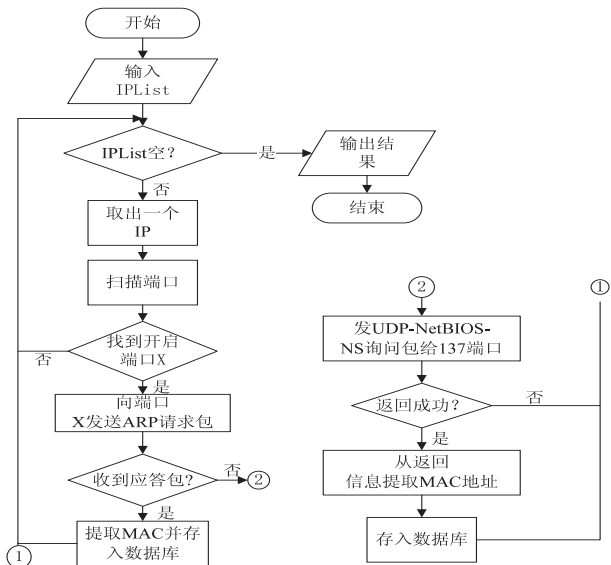 开始
输入
IPList
IPList空?
是
输出结
果
结束
否
取出一个
IP
扫描端口
找到开启
端口X
否
是
向端口
X发送ARP请求包
收到应答包?
否
②
是
提取MAC并存
入数据库
①
②
①
发UDP-NetBIOS-
NS询问包给137端口
返回成功?
否
是
从返回
信息提取MAC地址
存入数据库